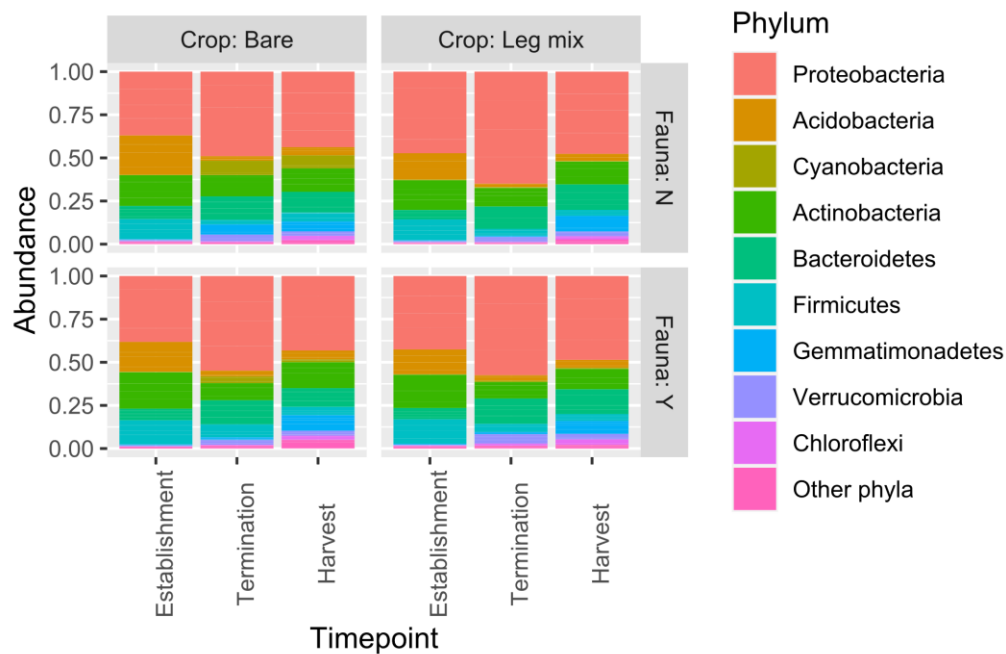 Crop: Bare
Crop: Leg mix
Phylum
Proteobacteria
Acidobacteria
Cyanobacteria
Actinobacteria
Bacteroidetes
Firmicutes
Gemmatimonadetes
Verrucomicrobia
Chloroflexi
Other phyla
Abundance
1.00
0.75
0.50
0.25
0.00
Fauna: N
1.00
0.75
0.50
0.25
0.00
Fauna: Y
Establishment
Termination
Harvest
Establishment
Termination
Harvest
Timepoint